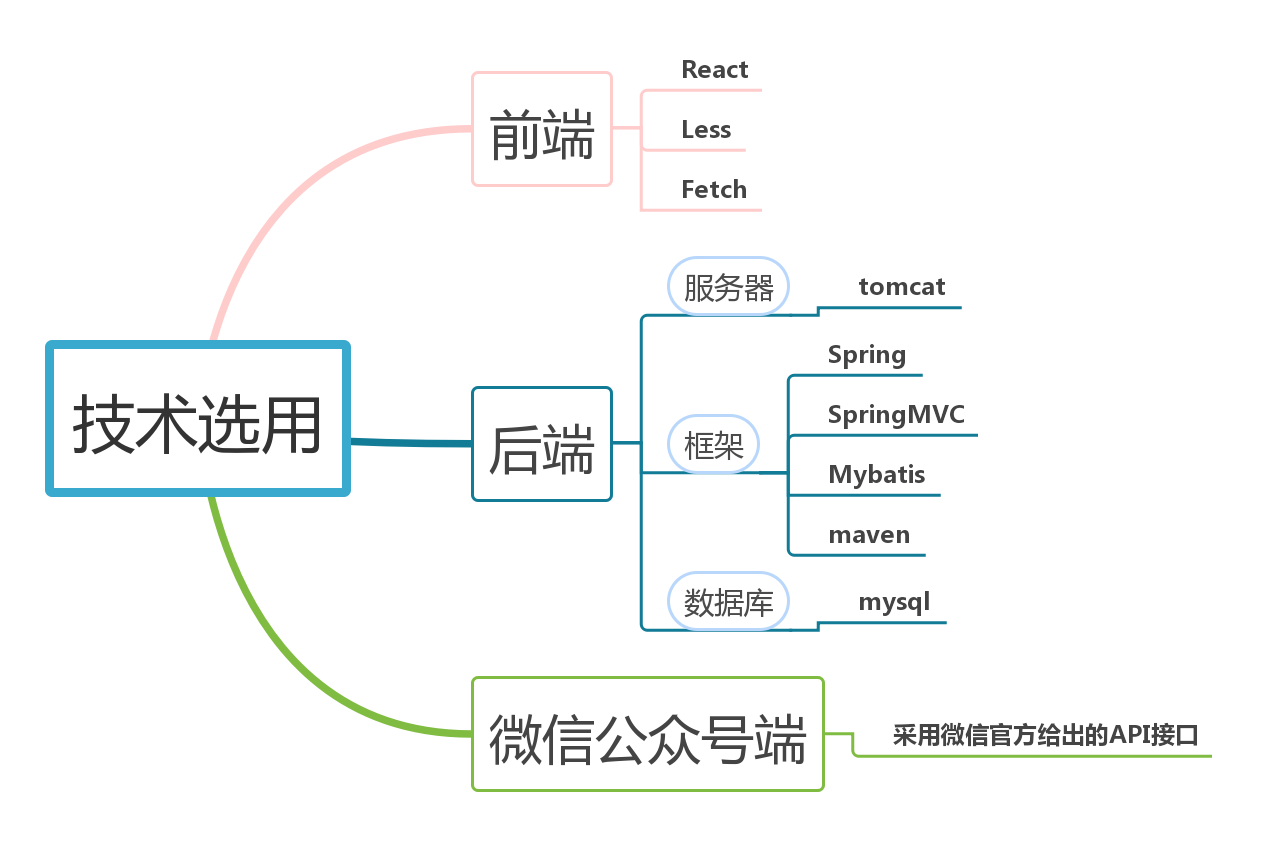 技术选用
前端
React
Less
Fetch
后端
服务器
tomcat
框架
Spring
SpringMVC
Mybatis
maven
数据库
mysql
微信公众号端
采用微信官方给出的API接口